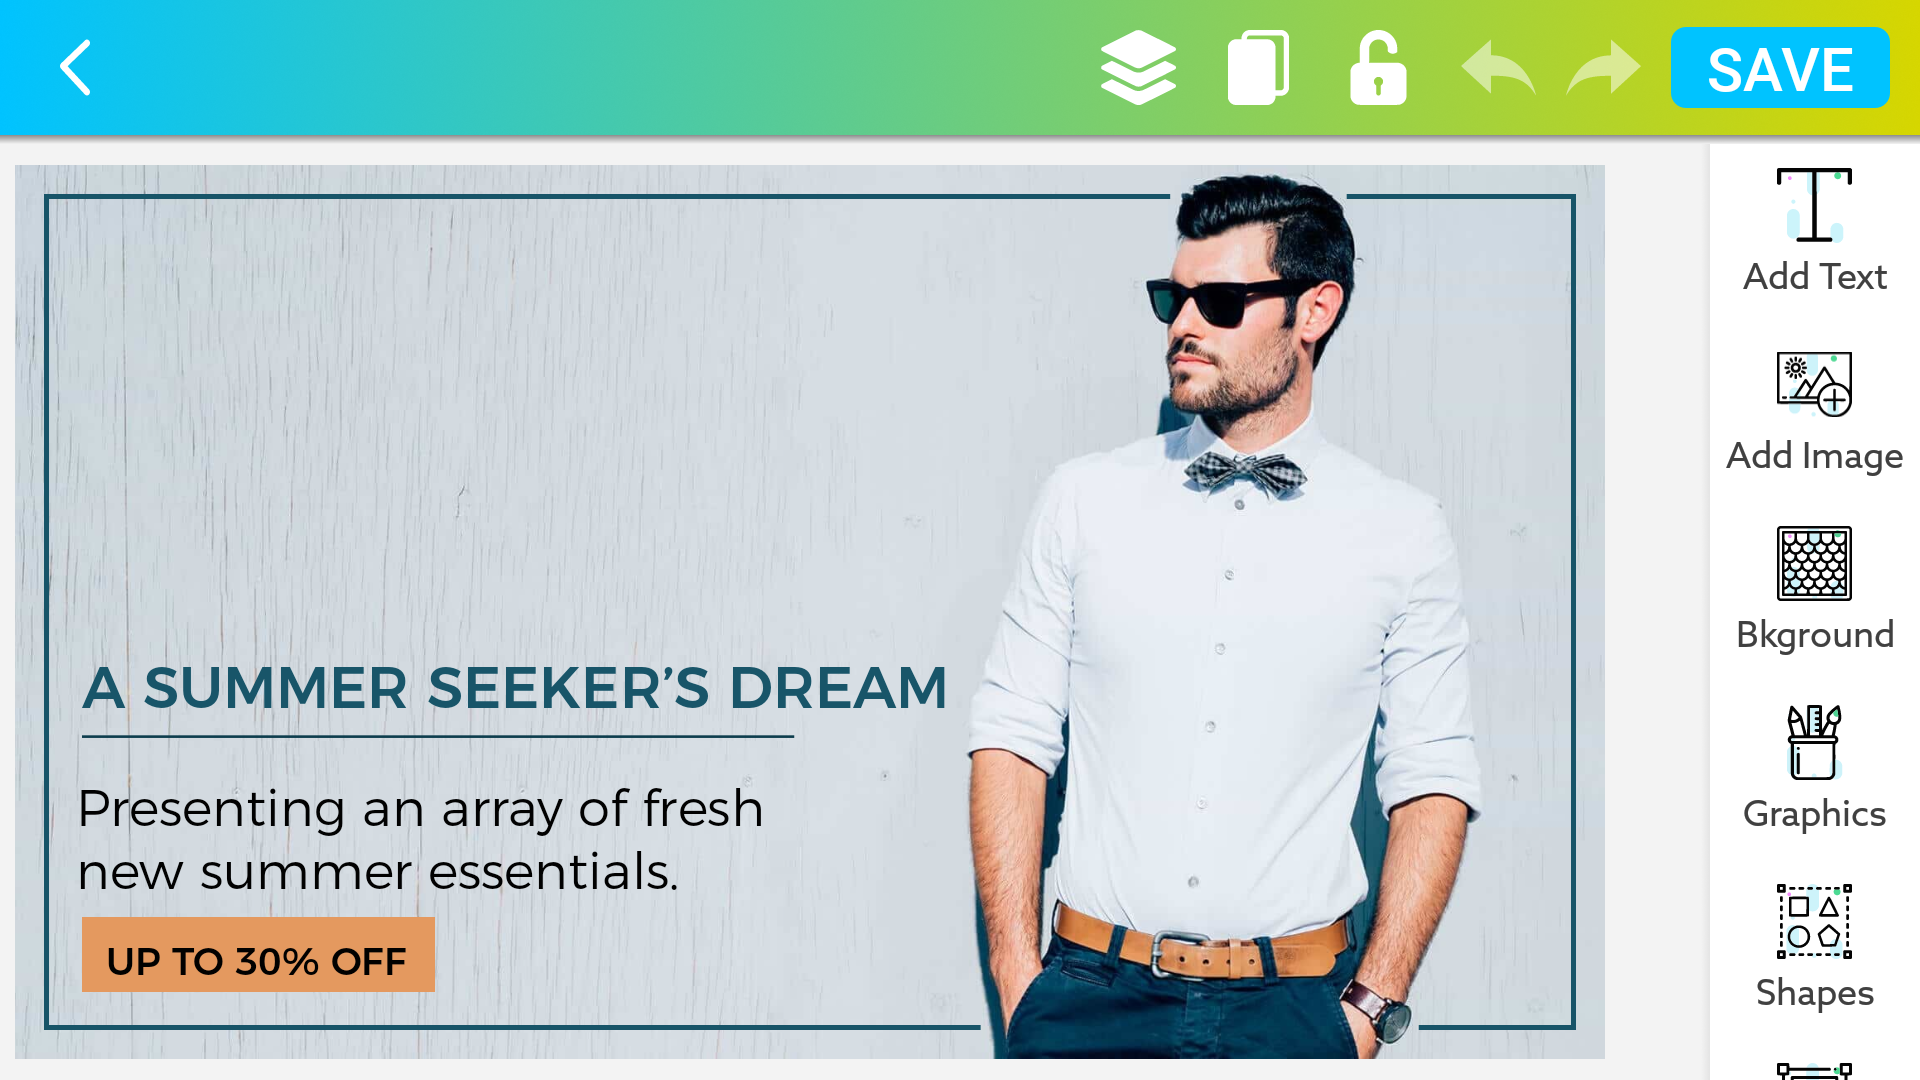 SAVE
Add Text
Add Image
Bkground
Graphics
Shapes
A SUMMER SEEKER’S DREAM
Presenting an array of fresh
new summer essentials.
UP TO 30% OFF